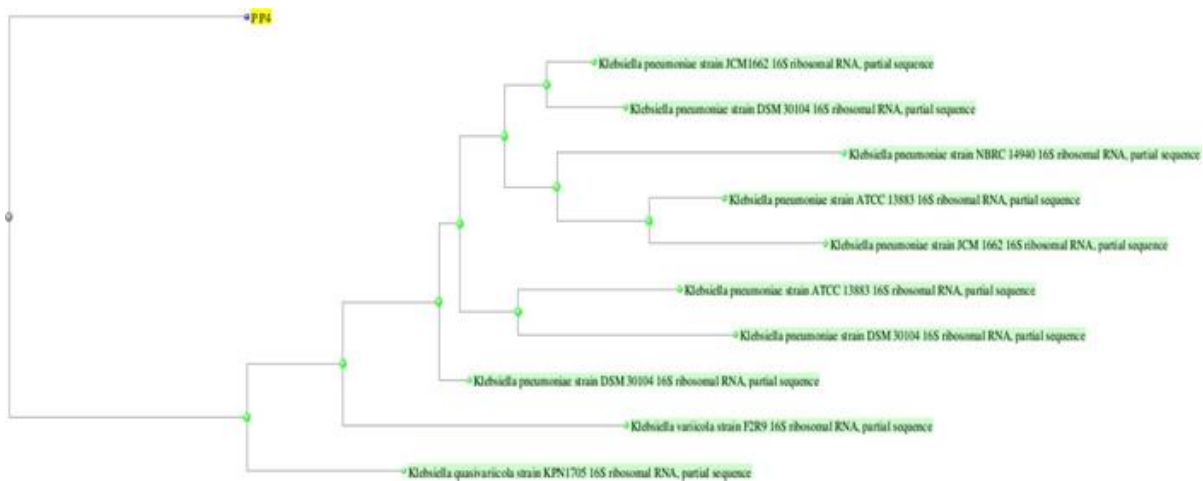 PP4
Klebsiella pneumoniae strain JCM1662 16S ribosomal RNA, partial sequence
Klebsiella pneumoniae strain DSM 30104 16S ribosomal RNA, partial sequence
Klebsiella pneumoniae strain NBRC 14940 16S ribosomal RNA, partial sequence
Klebsiella pneumoniae strain ATCC 13883 16S ribosomal RNA, partial sequence
Klebsiella pneumoniae strain JCM 1662 16S ribosomal RNA, partial sequence
Klebsiella pneumoniae strain ATCC 13883 16S ribosomal RNA, partial sequence
Klebsiella pneumoniae strain DSM 30104 16S ribosomal RNA, partial sequence
Klebsiella pneumoniae strain DSM 30104 16S ribosomal RNA, partial sequence
Klebsiella variicola strain F2R9 16S ribosomal RNA, partial sequence
Klebsiella quasivariicola strain KPN1705 16S ribosomal RNA, partial sequence